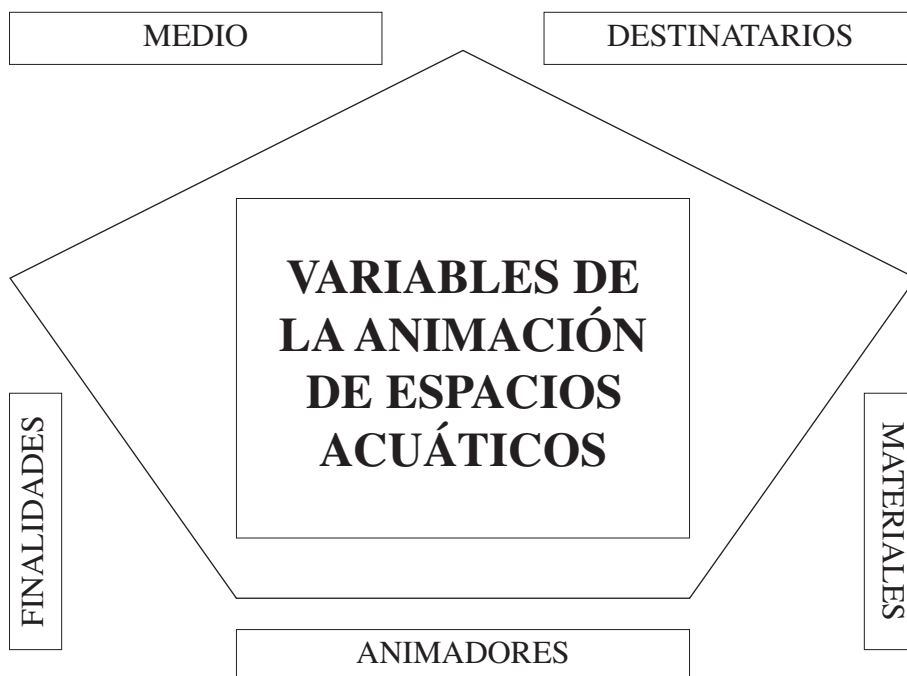 MEDIO
DESTINATARIOS
VARIABLES DE
LA ANIMACIÓN
DE ESPACIOS
ACUÁTICOS
FINALIDADES
MATERIALES
ANIMADORES